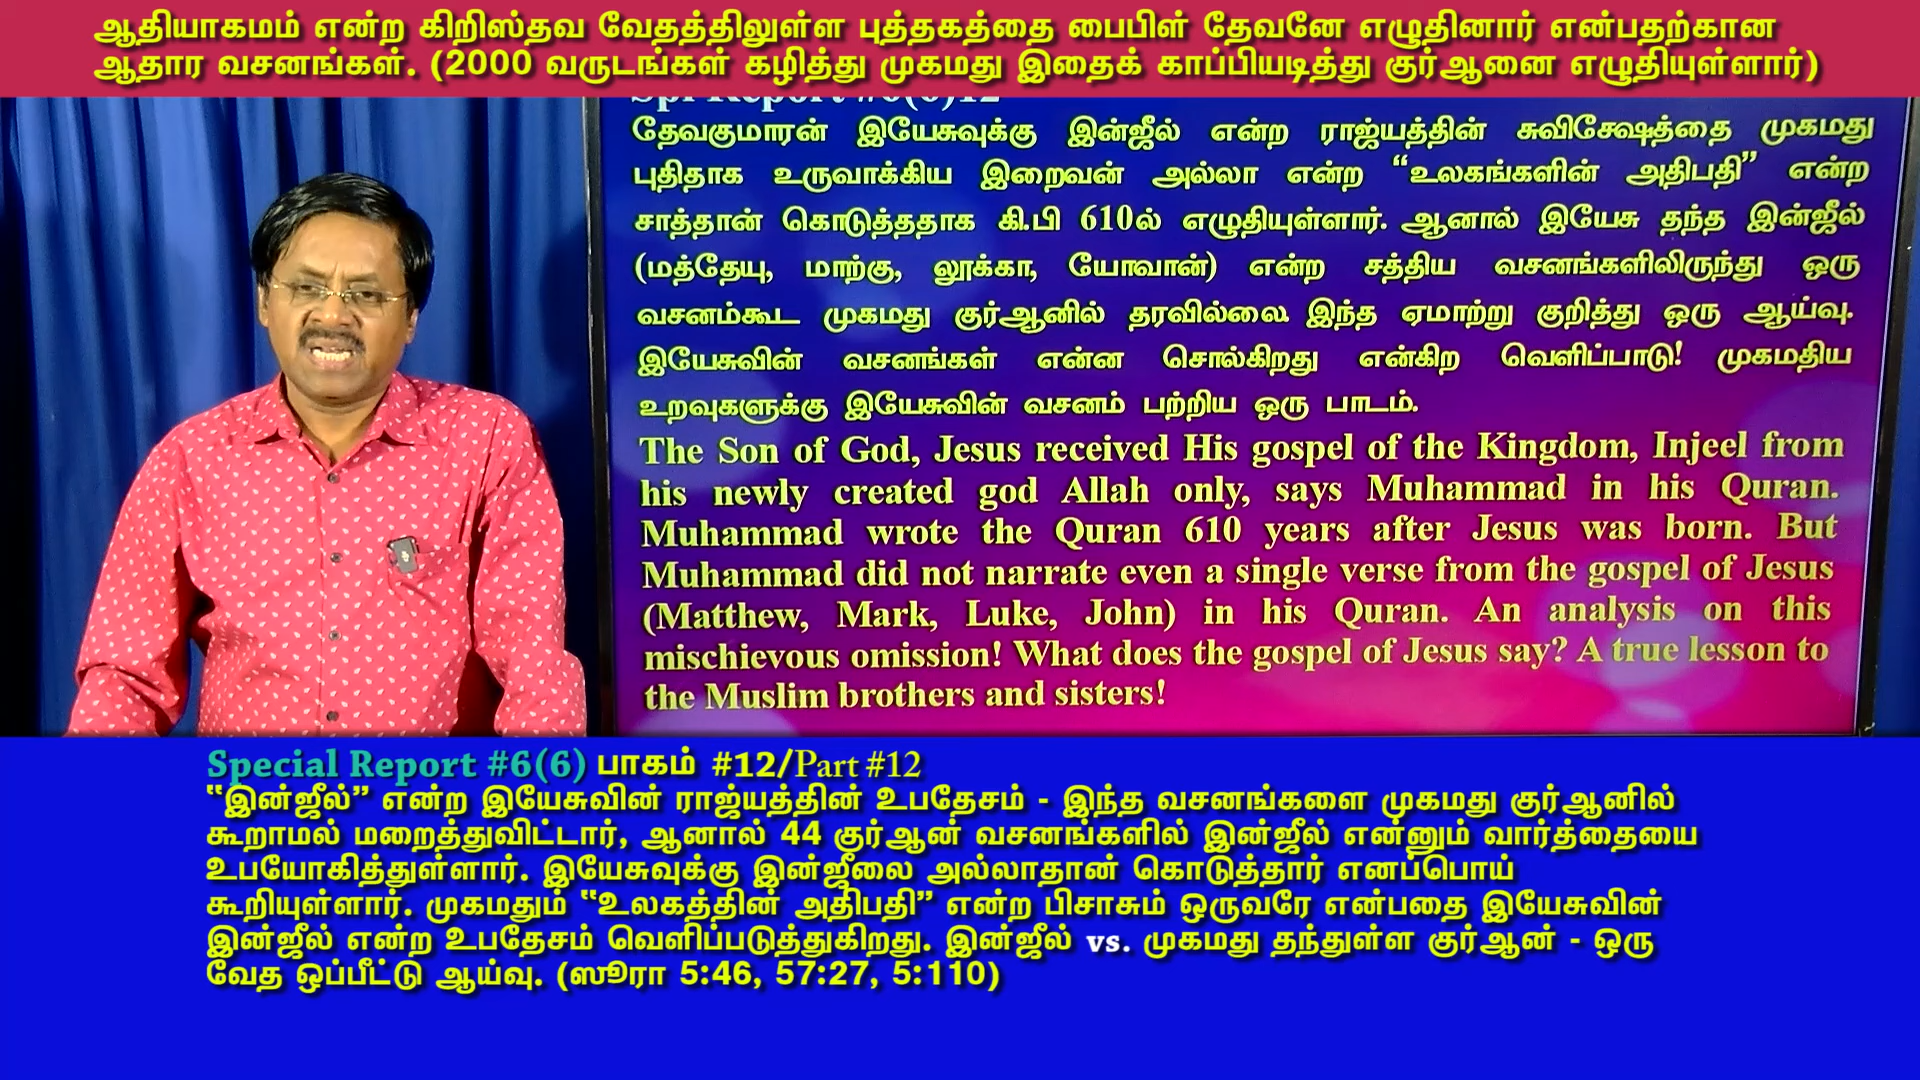 ஆதியாகமம் என்ற கிறிஸ்தவ வேதத்திலுள்ள புத்தகத்தை பைபிள் தேவனே எழுதினார் என்பதற்கான
ஆதார வசனங்கள். (2000 வருடங்கள் கழித்து முகமது இதைக் காப்பியடித்து குர்ஆனை எழுதியுள்ளார்)
தேவகுமாரன் இயேசுவுக்கு இன்ஜீல் என்ற ராஜ்யத்தின் சுவிசேஷத்தை முகமது
புதிதாக உருவாக்கிய இறைவன் அல்லா என்ற “உலகங்களின் அதிபதி” என்ற
சாத்தான் கொடுத்ததாக கி.பி 610ல் எழுதியுள்ளார். ஆனால் இயேசு தந்த இன்ஜீல்
(மத்தேயு, மாற்கு, லூக்கா, யோவான்) என்ற சத்திய வசனங்களிலிருந்து ஒரு
வசனம்கூட முகமது குர்ஆனில் தரவில்லை. இந்த ஏமாற்று குறித்து ஒரு ஆய்வு.
இயேசுவின் வசனங்கள் என்ன சொல்கிறது என்கிற வெளிப்பாடு! முகமதிய
உறவுகளுக்கு இயேசுவின் வசனம் பற்றிய ஒரு பாடம்.
The Son of God, Jesus received His gospel of the Kingdom, Injeel from
his newly created god Allah only, says Muhammad in his Quran.
Muhammad wrote the Quran 610 years after Jesus was born. But
Muhammad did not narrate even a single verse from the gospel of Jesus
(Matthew, Mark, Luke, John) in his Quran. An analysis on this
mischievous omission! What does the gospel of Jesus say? A true lesson to
the Muslim brothers and sisters!
Special Report #6(6) பாகம் #12/Part #12
“இன்ஜீல்” என்ற இயேசுவின் ராஜ்யத்தின் உபதேசம் - இந்த வசனங்களை முகமது குர்ஆனில்
கூறாமல் மறைத்துவிட்டார், ஆனால் 44 குர்ஆன் வசனங்களில் இன்ஜீல் என்னும் வார்த்தையை
உபயோகித்துள்ளார். இயேசுவுக்கு இன்ஜீலை அல்லாதான் கொடுத்தார் எனப்பொய்
கூறியுள்ளார். முகமதும் “உலகத்தின் அதிபதி” என்ற பிசாசும் ஒருவரே என்பதை இயேசுவின்
இன்ஜீல் என்ற உபதேசம் வெளிப்படுத்துகிறது. இன்ஜீல் vs. முகமது தந்துள்ள குர்ஆன் - ஒரு
வேத ஒப்பீட்டு ஆய்வு. (ஸூரா 5:46, 57:27, 5:110)